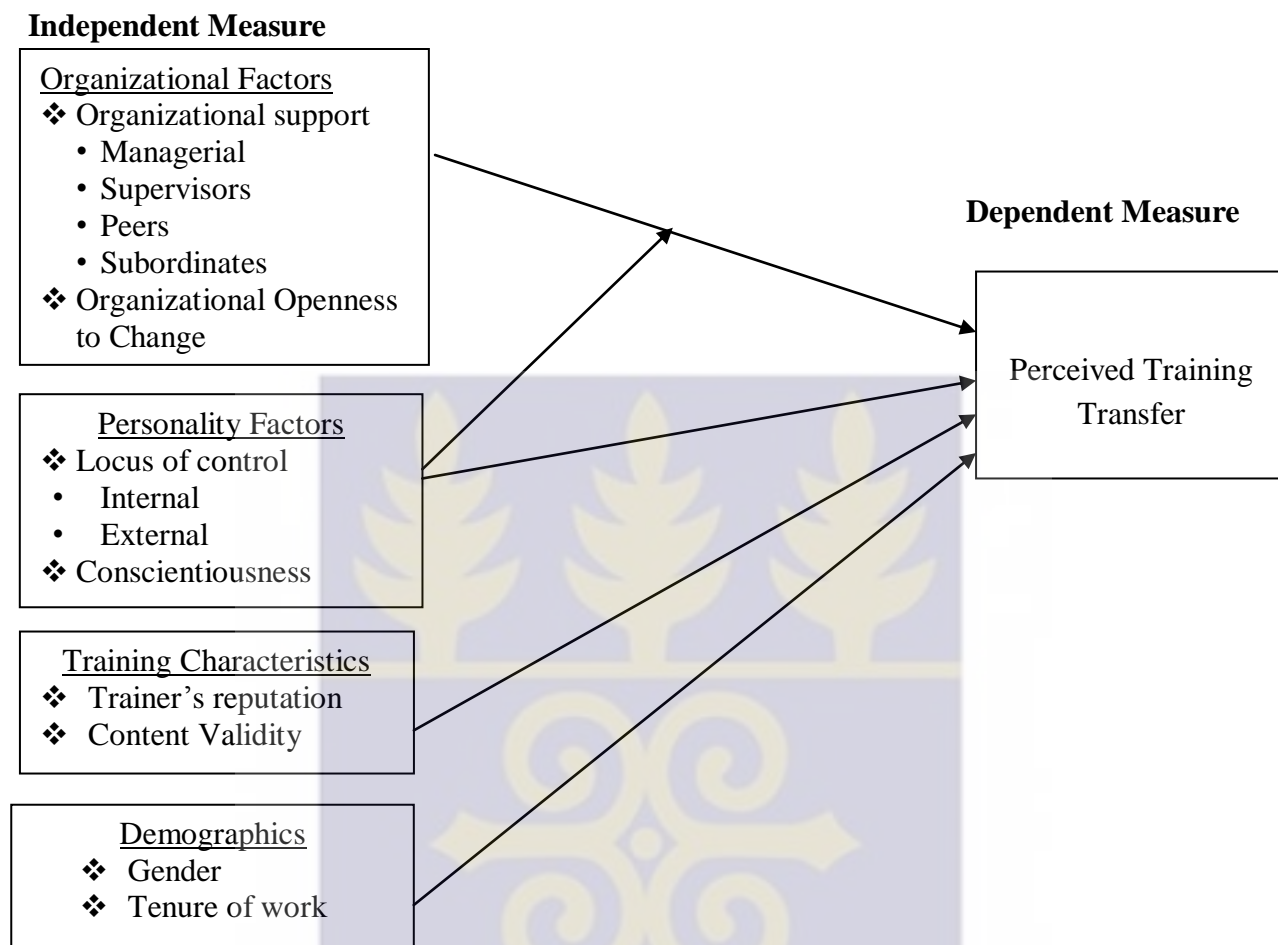 Independent Measure
Organizational Factors
❖ Organizational support
• Managerial
• Supervisors
• Peers
• Subordinates
❖ Organizational Openness
to Change
Personality Factors
❖ Locus of control
• Internal
• External
❖ Conscientiousness
Training Characteristics
❖ Trainer’s reputation
❖ Content Validity
Demographics
❖ Gender
❖ Tenure of work
Dependent Measure
Perceived Training
Transfer